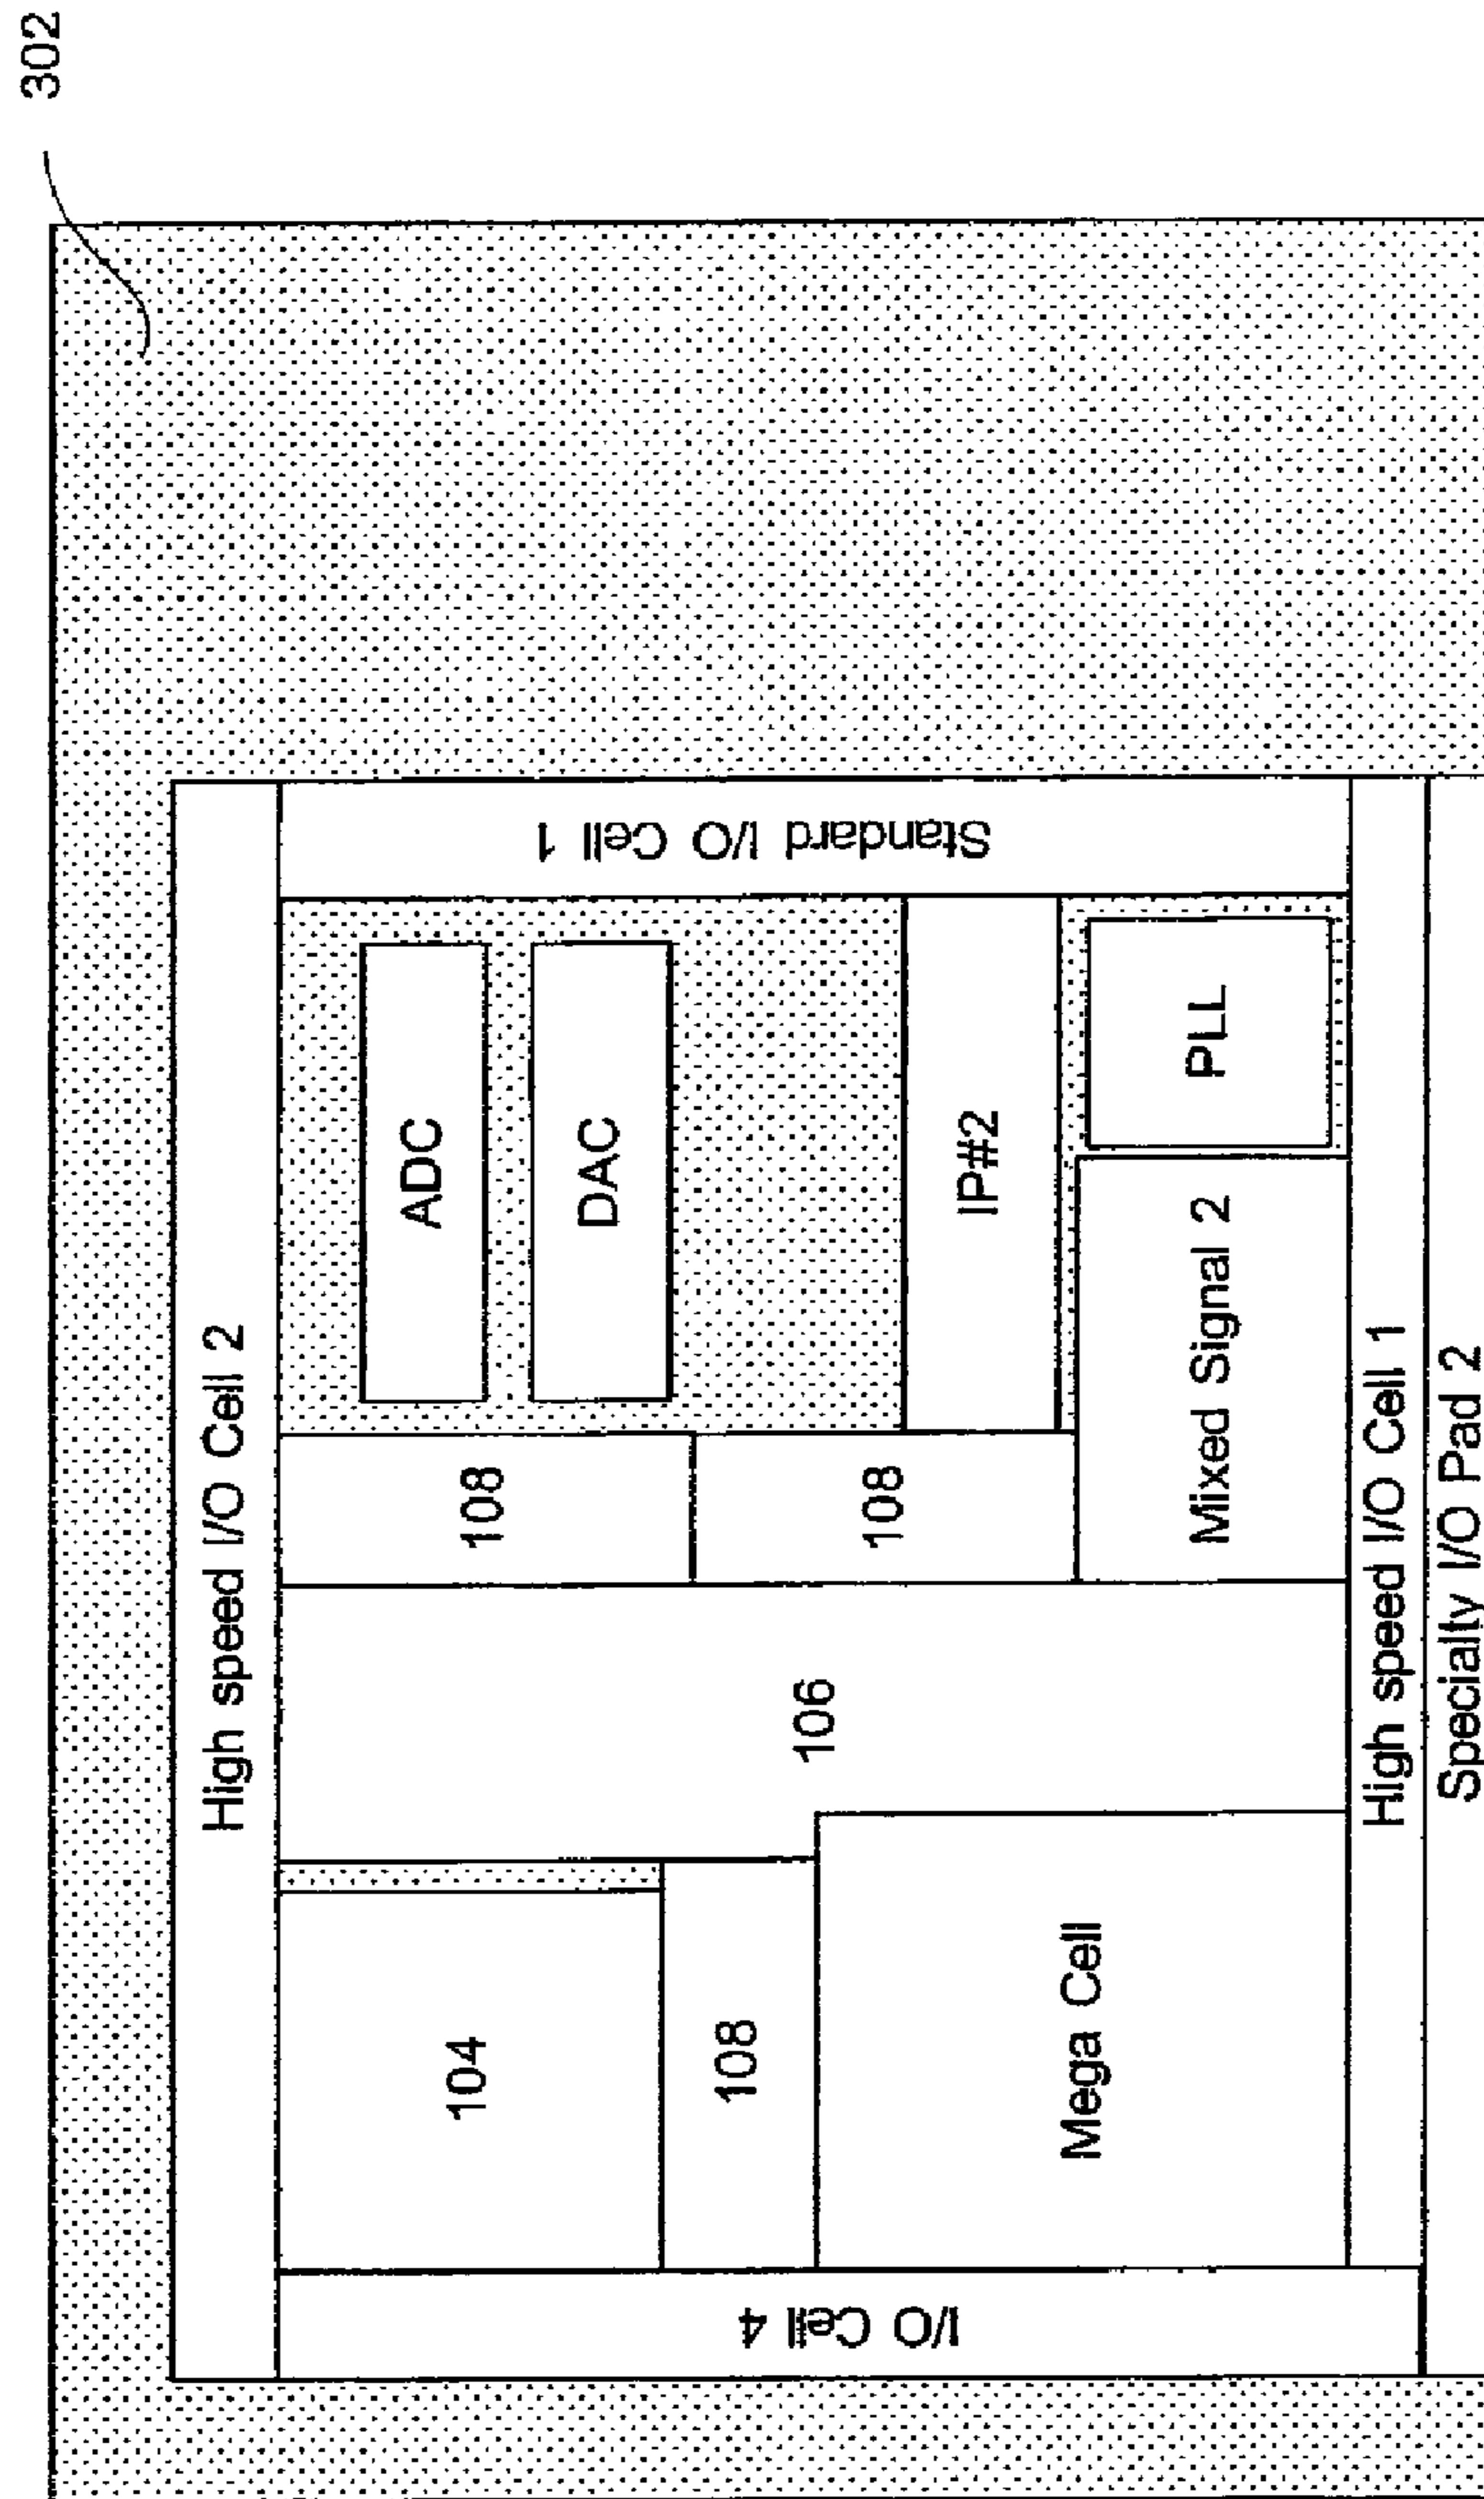 302
High speed I/O Cell 2
Standard I/O Cell 1
ADC
DAC
108
108
IP#2
PLL
Mixed Signal 2
106
104
108
Mega Cell
I/O Cell 4
High speed I/O Cell 1
Specialty I/O Pad 2